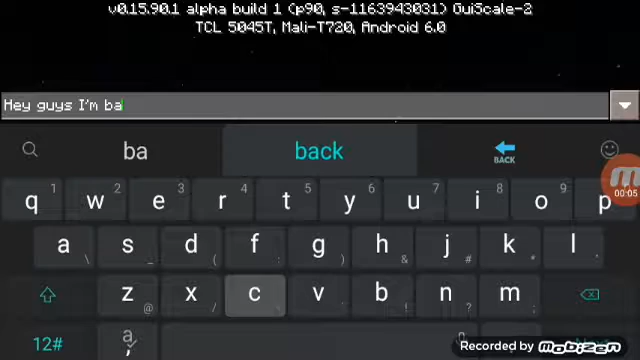 v0.15.90.1 alpha build 1 (p90, s-1163943031) GuiScale-2
TCL 5045T, Mali-T720, Android 6.0
Hey guys I'm ba
ba back BACK
00:05
q 1 w 2 e 3 r 4 t 5 y 6 u 7 i 8 o 9 p
a \ s _ d ( f : g ) h & j # k * l
z @ x / c v b ! n ; m
12# a ,
Recorded by mobizen